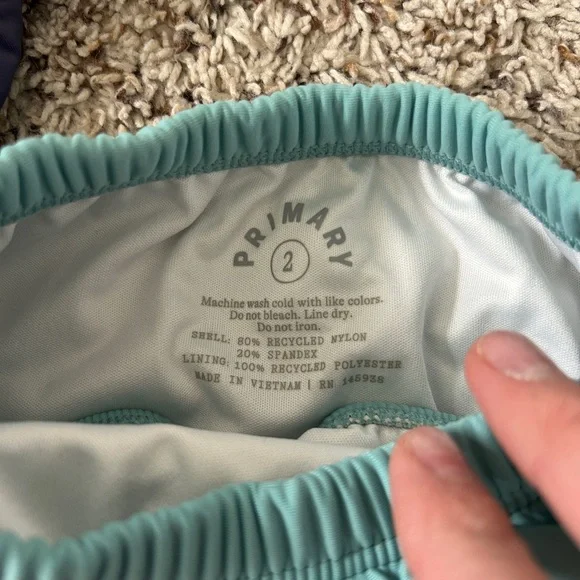 PRIMARY
2
Machine wash cold with like colors.
Do not bleach. Line dry.
Do not iron.
SHELL: 80% RECYCLED NYLON
20% SPANDEX
LINING: 100% RECYCLED POLYESTER
MADE IN VIETNAM | RN 145938